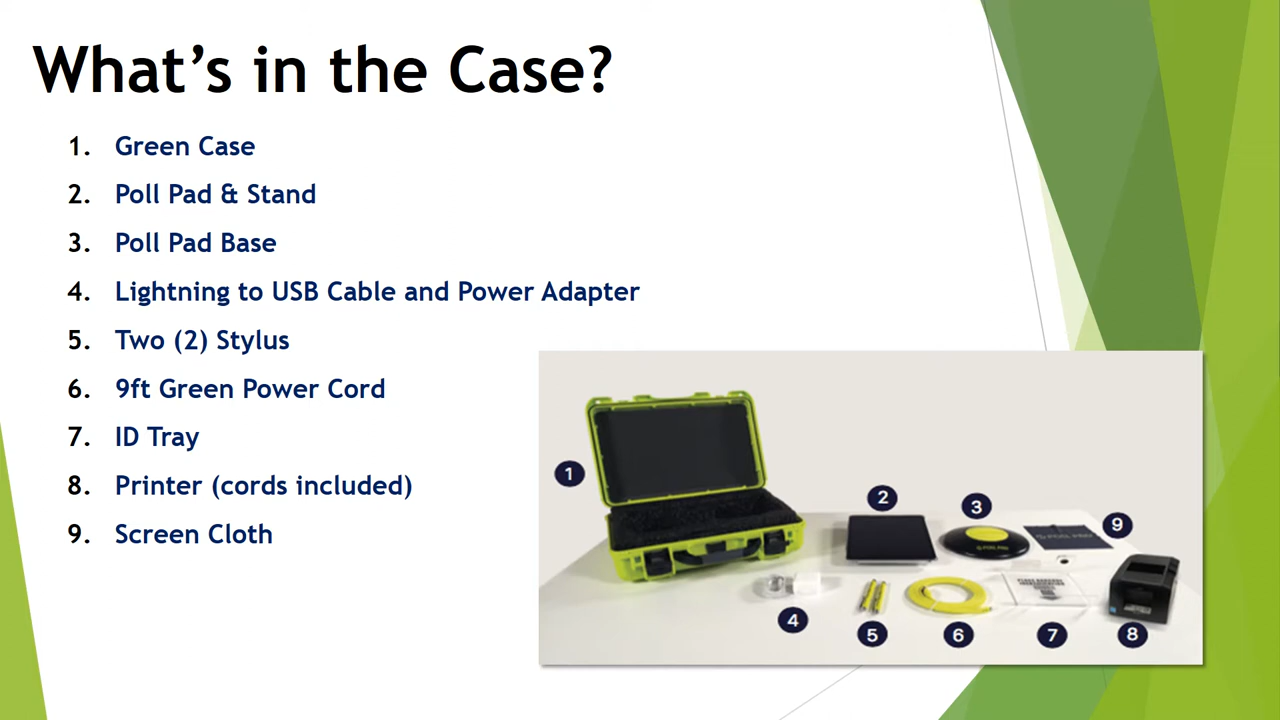 What's in the Case?
1. Green Case
2. Poll Pad & Stand
3. Poll Pad Base
4. Lightning to USB Cable and Power Adapter
5. Two (2) Stylus
6. 9ft Green Power Cord
7. ID Tray
8. Printer (cords included)
9. Screen Cloth
1
2
3
9
4
5
6
7
8